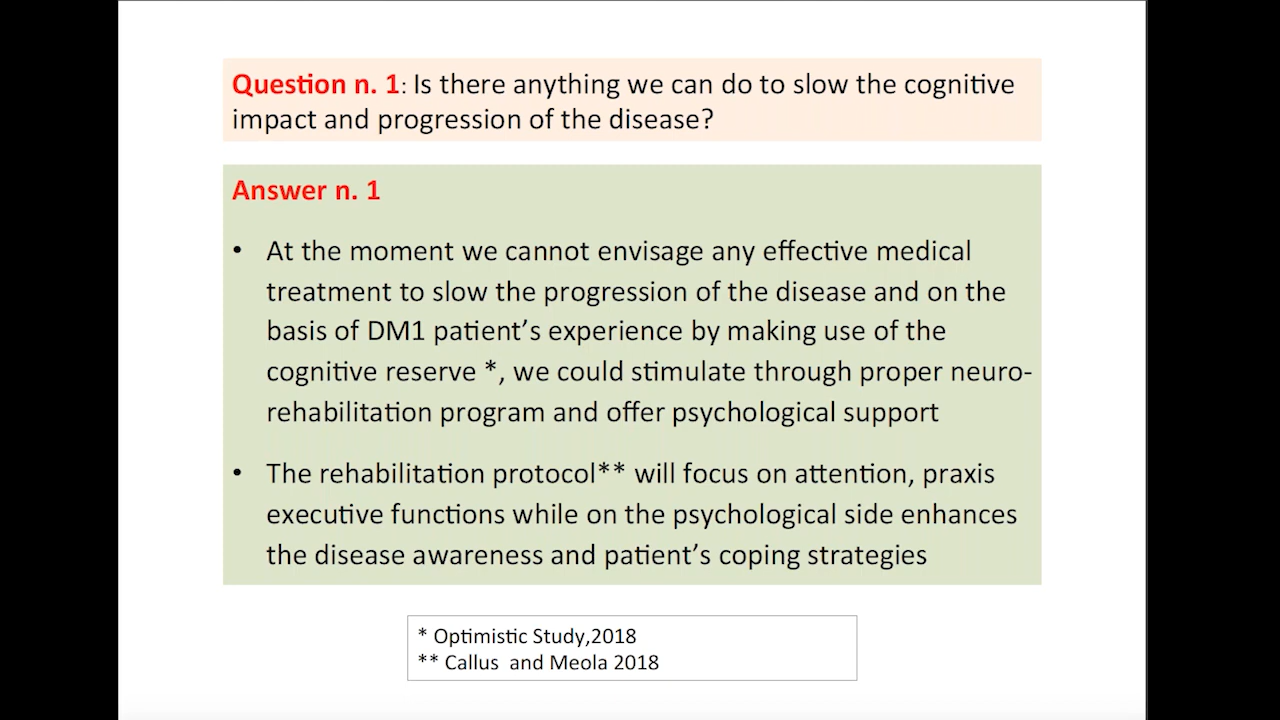 Question n. 1: Is there anything we can do to slow the cognitive
impact and progression of the disease?
Answer n. 1
• At the moment we cannot envisage any effective medical
treatment to slow the progression of the disease and on the
basis of DM1 patient’s experience by making use of the
cognitive reserve *, we could stimulate through proper neuro-
rehabilitation program and offer psychological support
• The rehabilitation protocol** will focus on attention, praxis
executive functions while on the psychological side enhances
the disease awareness and patient’s coping strategies
* Optimistic Study,2018
** Callus and Meola 2018